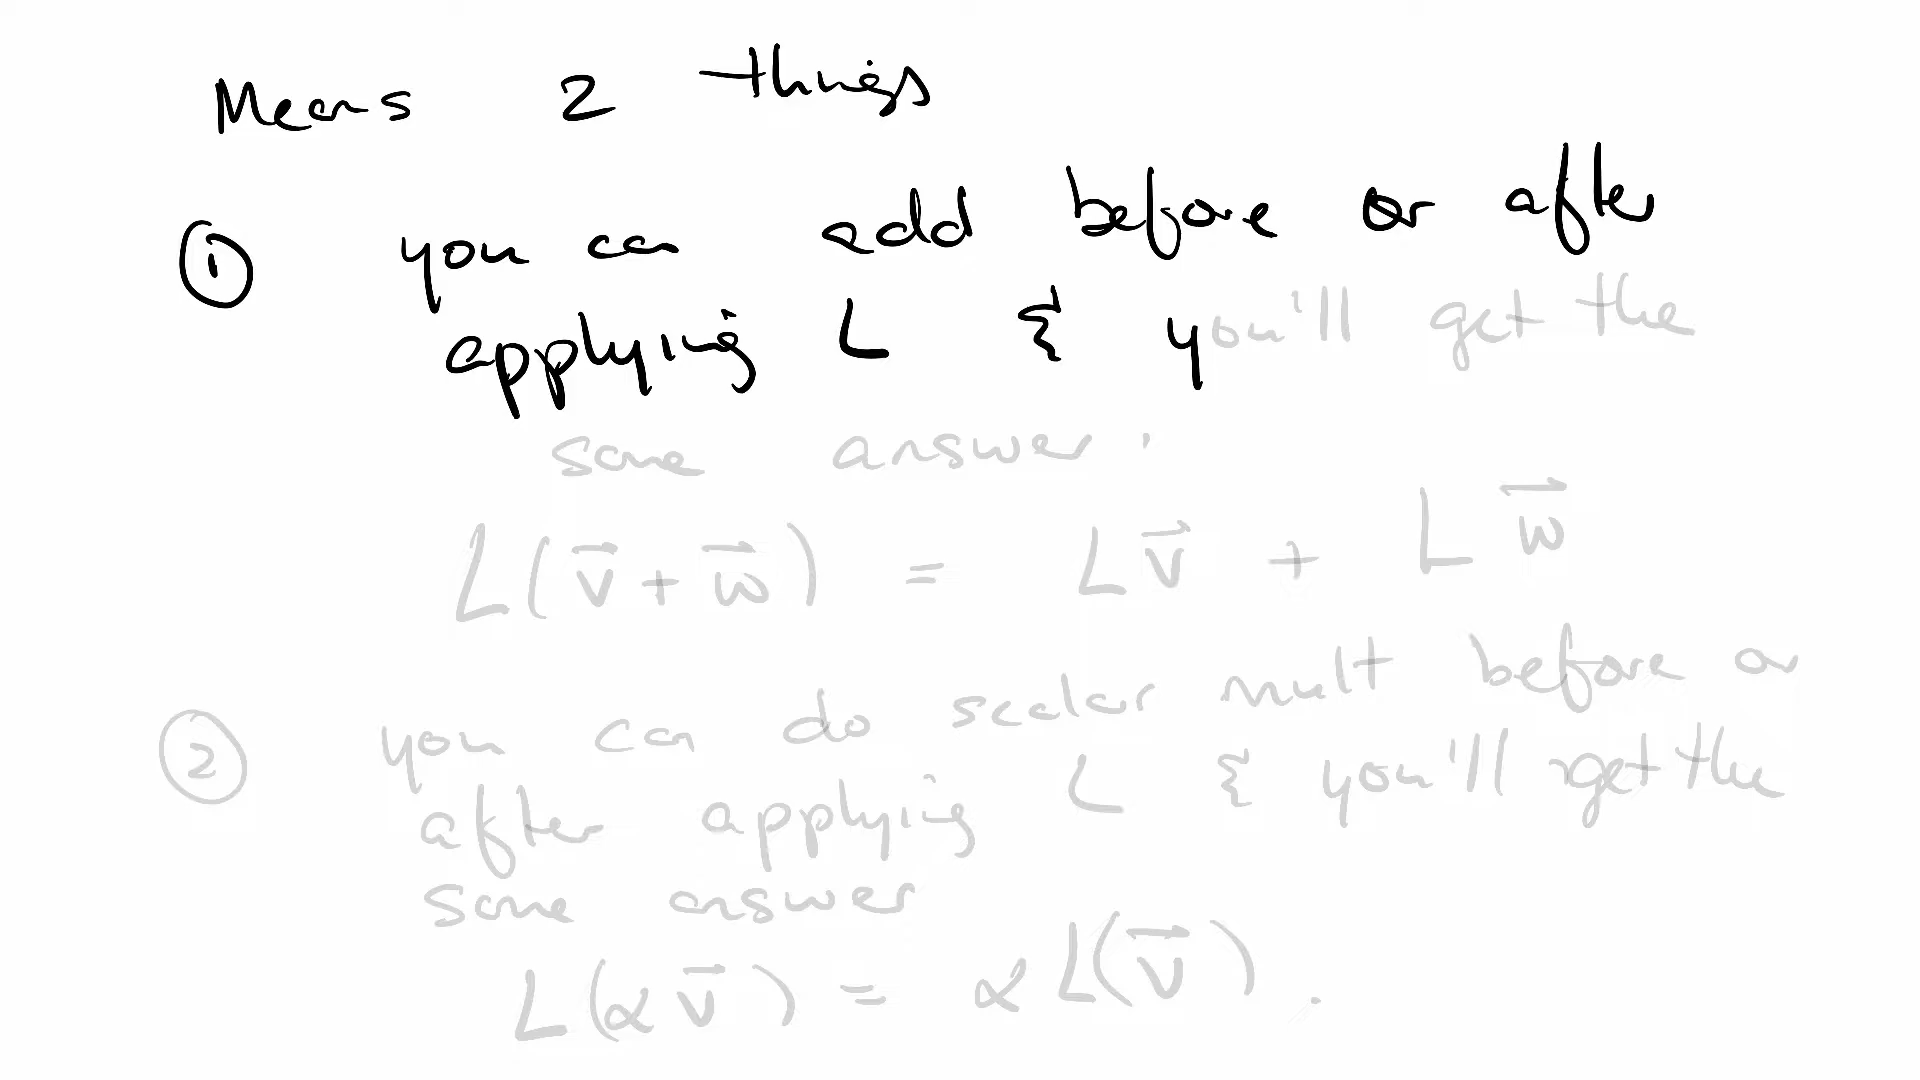 Means 2 things
① you can add before or after
applying L & you'll get the
same answer.
L(v⃗ + w⃗) = Lv⃗ + Lw⃗
② you can do scalar mult before or
after applying L & you'll get the
same answer
L(αv⃗) = αL(v⃗).